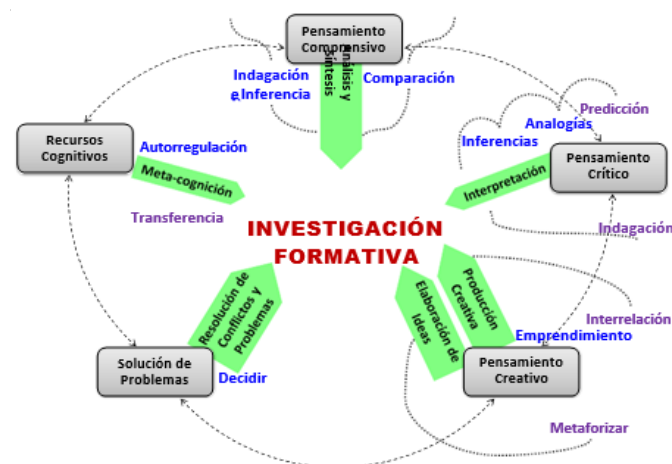 Pensamiento
Comprensivo
Análisis y
Síntesis
Indagación
e Inferencia
Comparación
Predicción
Analogías
Inferencias
Recursos
Cognitivos
Autorregulación
Meta-cognición
Transferencia
Interpretación
Pensamiento
Crítico
INVESTIGACIÓN
FORMATIVA
Indagación
Resolución de
Conflictos y
Problemas
Elaboración de
Ideas
Producción
Creativa
Interrelación
Emprendimiento
Solución de
Problemas
Decidir
Pensamiento
Creativo
Metaforizar